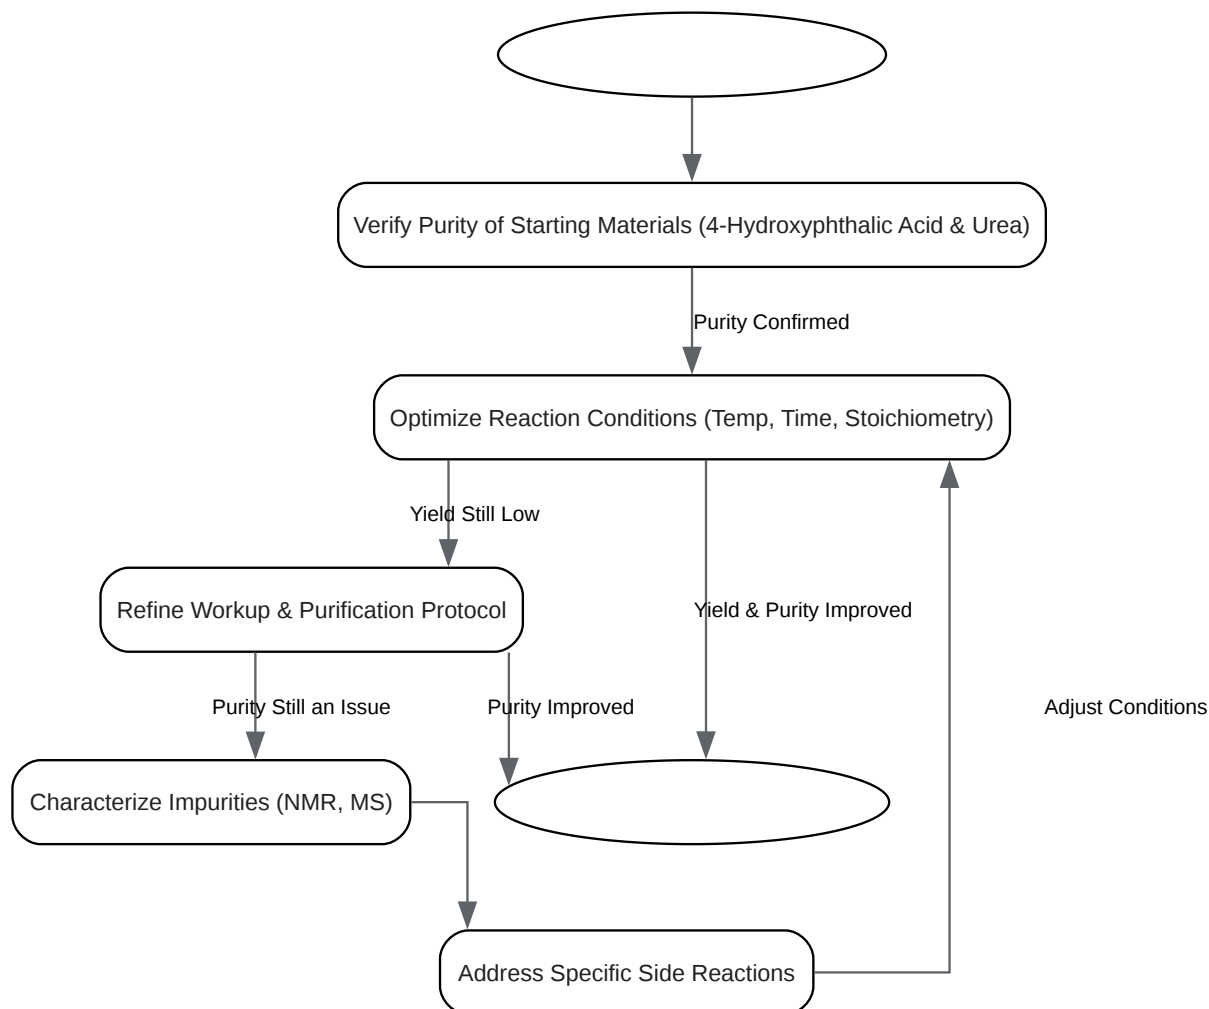 Verify Purity of Starting Materials (4-Hydroxyphthalic Acid & Urea)
Purity Confirmed
Optimize Reaction Conditions (Temp, Time, Stoichiometry)
Yield Still Low
Refine Workup & Purification Protocol
Yield & Purity Improved
Purity Still an Issue
Purity Improved
Adjust Conditions
Characterize Impurities (NMR, MS)
Address Specific Side Reactions